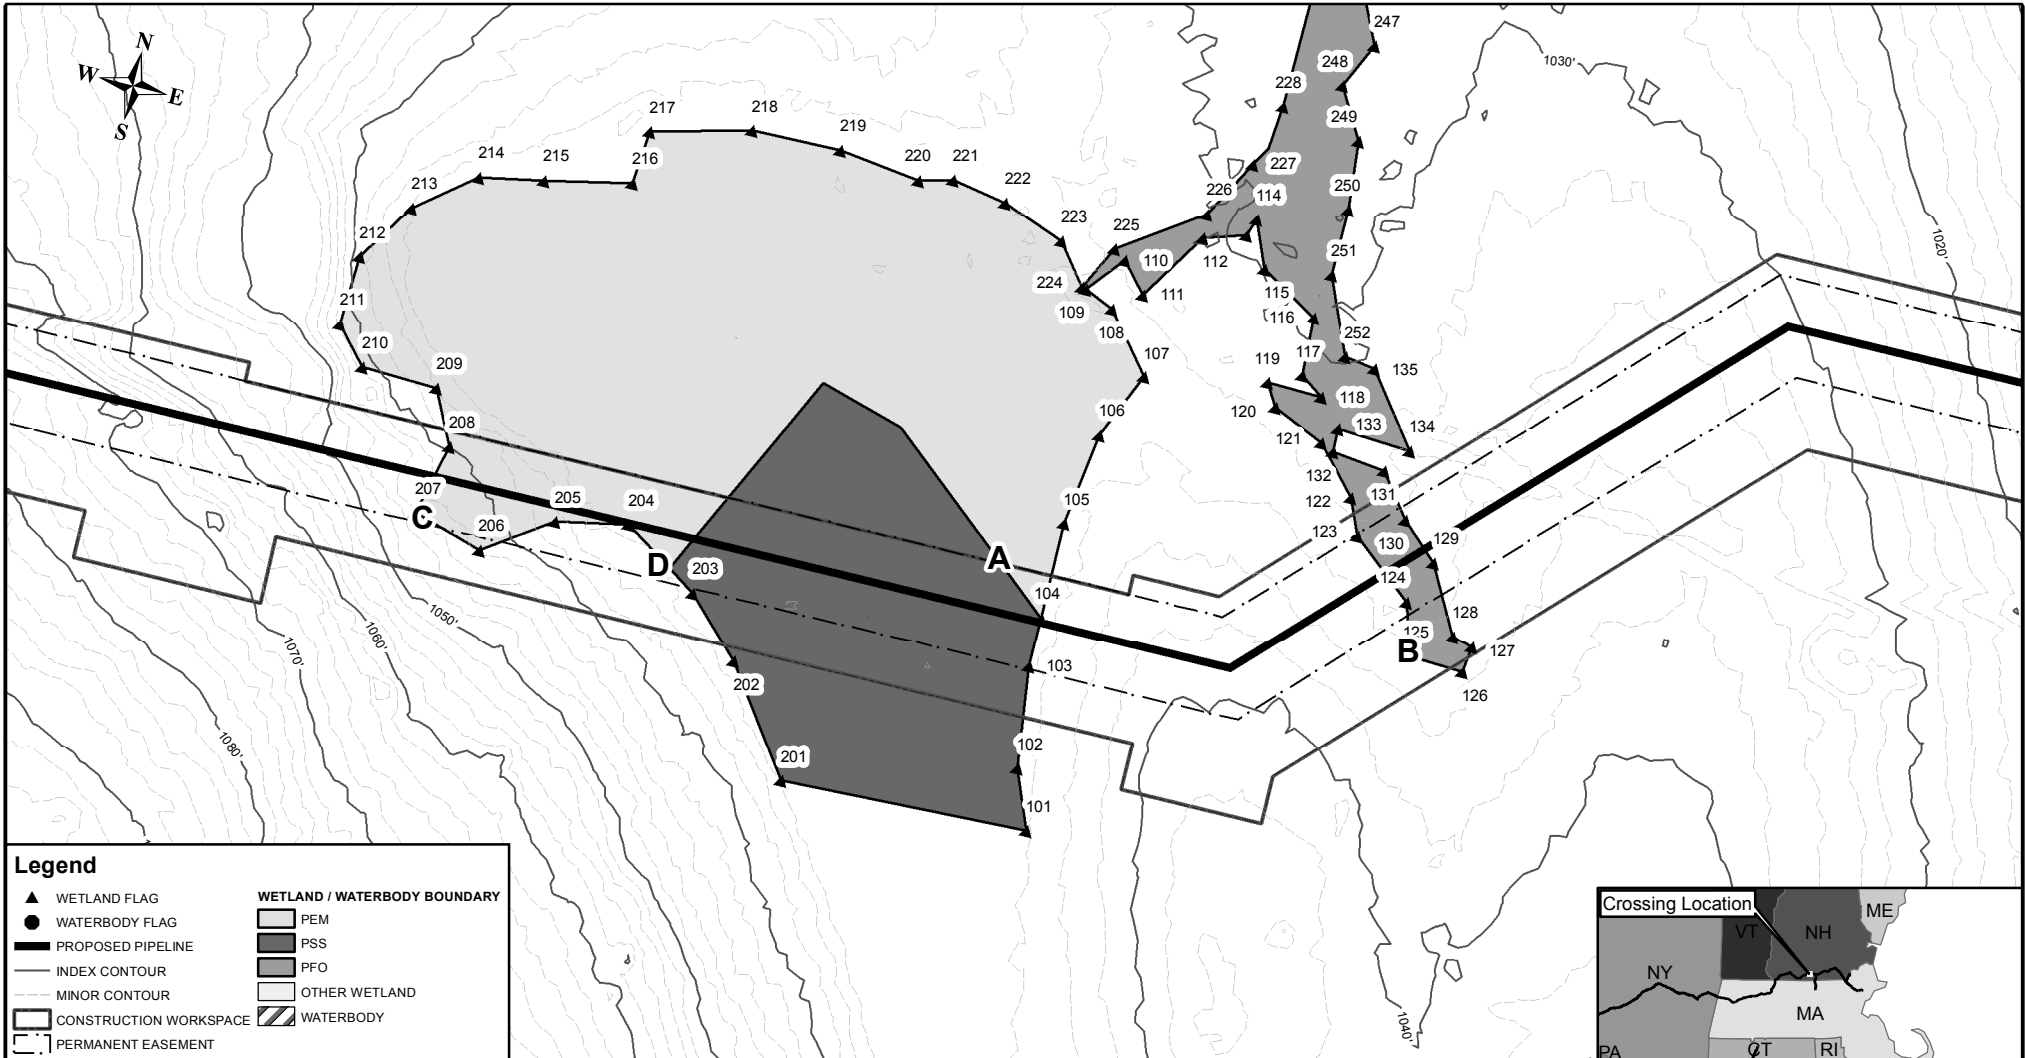 N
W
E
S
217
218
219
214
215
216
220
221
222
213
212
223
225
224
109
211
210
209
208
108
107
106
110
111
112
226
227
114
228
247
248
249
250
251
115
116
117
252
135
119
118
120
133
134
121
132
131
122
123
130
129
124
128
125
B
127
126
207
C
206
205
204
D
203
A
105
104
103
202
201
102
101
1030'
1020'
1050'
1060'
1070'
1080'
1040'
Legend
WETLAND FLAG
WATERBODY FLAG
PROPOSED PIPELINE
INDEX CONTOUR
MINOR CONTOUR
CONSTRUCTION WORKSPACE
PERMANENT EASEMENT
WETLAND / WATERBODY BOUNDARY
PEM
PSS
PFO
OTHER WETLAND
WATERBODY
Crossing Location
ME
VT
NH
NY
MA
PA
CT
RI